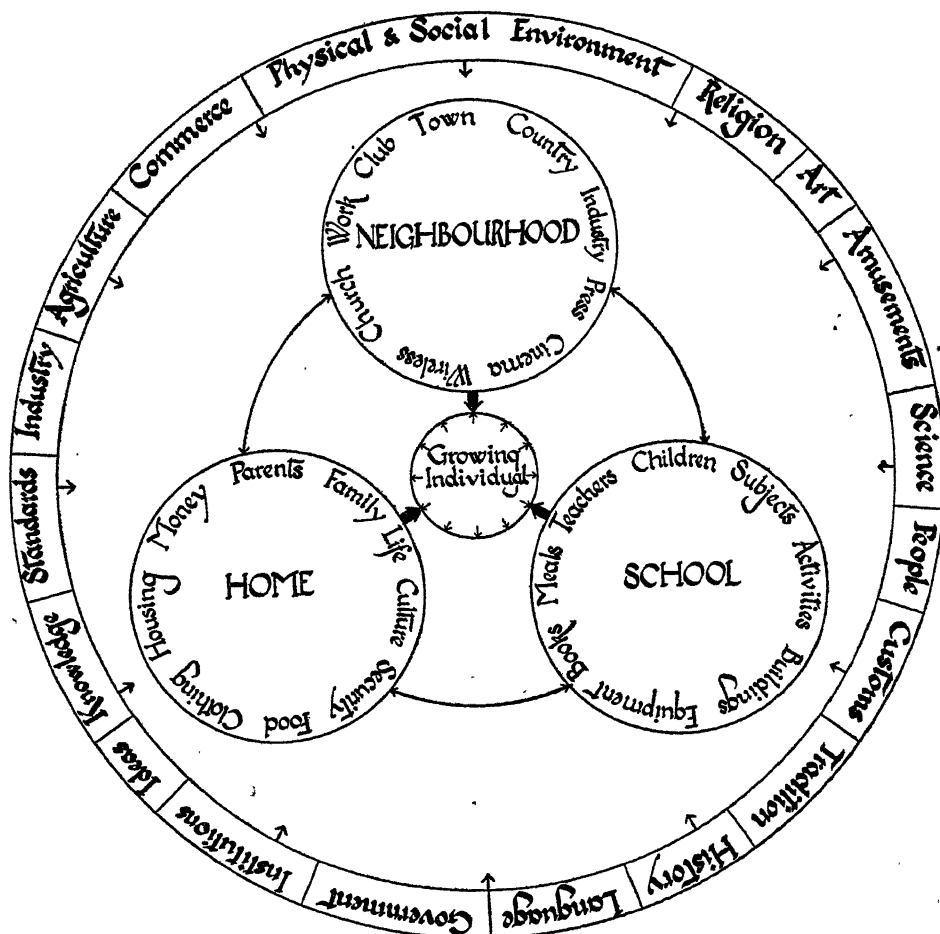 Physical & Social Environment
Religion
Art
Amusements
Science
People
Customs
Tradition
History
Language
Government
Institutions
Ideas
Knowledge
Standards
Industry
Agriculture
Commerce
NEIGHBOURHOOD
Town
Country
Industry
Press
Cinema
Wireless
Church
Work
Club
Growing
Individual
HOME
Parents
Family Life
Culture
Security
Food
Clothing
Housing
Money
SCHOOL
Children
Subjects
Activities
Buildings
Equipment
Books
Meals
Teachers